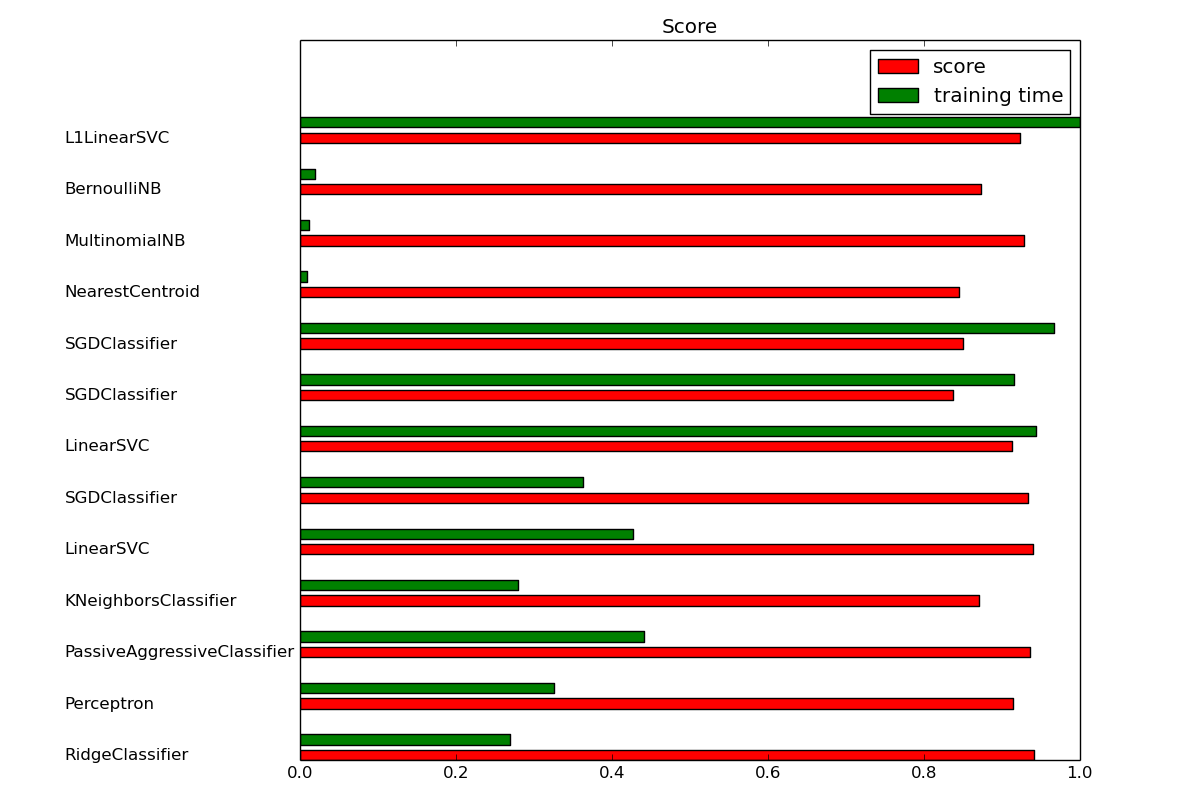 Score
score
training time
L1LinearSVC
BernoulliNB
MultinomialNB
NearestCentroid
SGDClassifier
SGDClassifier
LinearSVC
SGDClassifier
LinearSVC
KNeighborsClassifier
PassiveAggressiveClassifier
Perceptron
RidgeClassifier
0.0 0.2 0.4 0.6 0.8 1.0